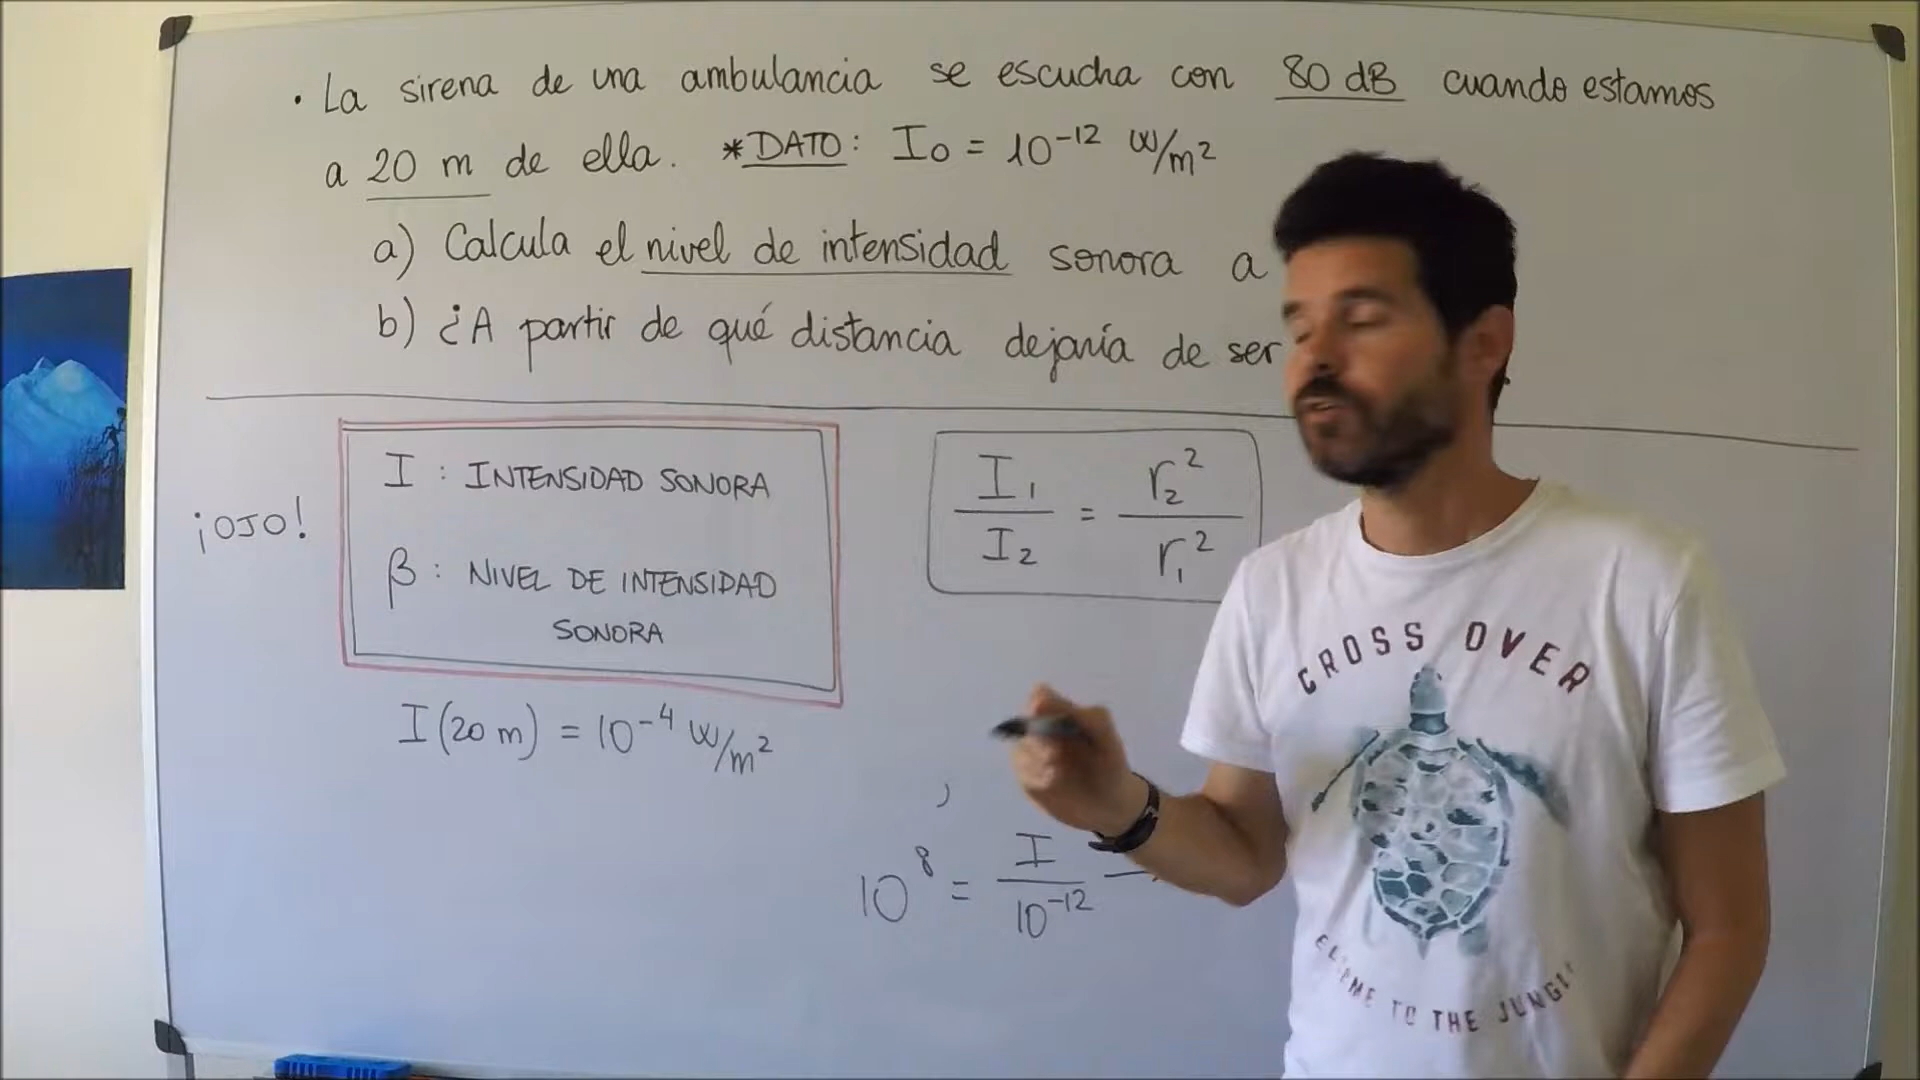 · La sirena de una ambulancia se escucha con 80 dB cuando estamos
a 20 m de ella. *DATO: I₀ = 10⁻¹² W/m²
a) Calcula el nivel de intensidad sonora a
b) ¿A partir de qué distancia dejaría de ser
¡OJO!
I : INTENSIDAD SONORA
β : NIVEL DE INTENSIDAD
SONORA
I₁/I₂ = r₂²/r₁²
I(20 m) = 10⁻⁴ W/m²
10⁸ = I/10⁻¹²
CROSS OVER
TO THE JUNGL